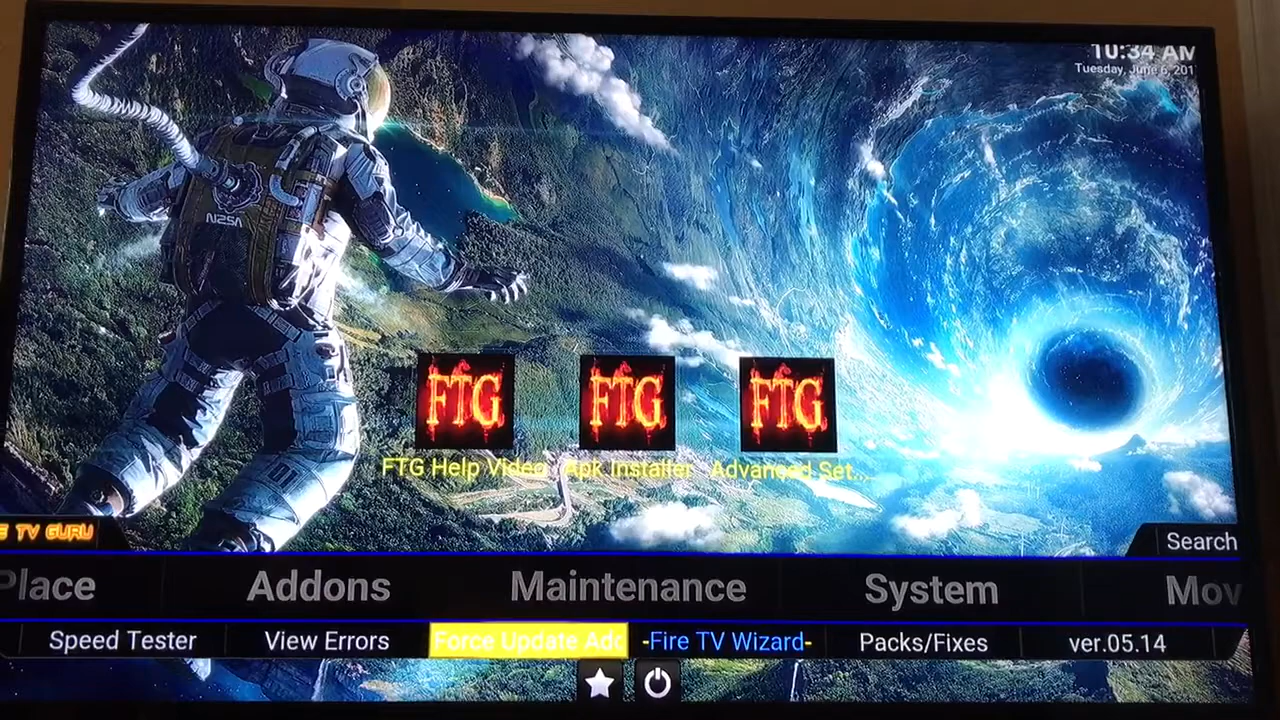 10:34 AM
Tuesday, June 6, 201
NASA
FTG
FTG
FTG
FTG Help Video
Apk Installer
Advanced Set...
E TV GURU
Search
Place
Addons
Maintenance
System
Mov
Speed Tester
View Errors
Force Update Add
-Fire TV Wizard-
Packs/Fixes
ver.05.14